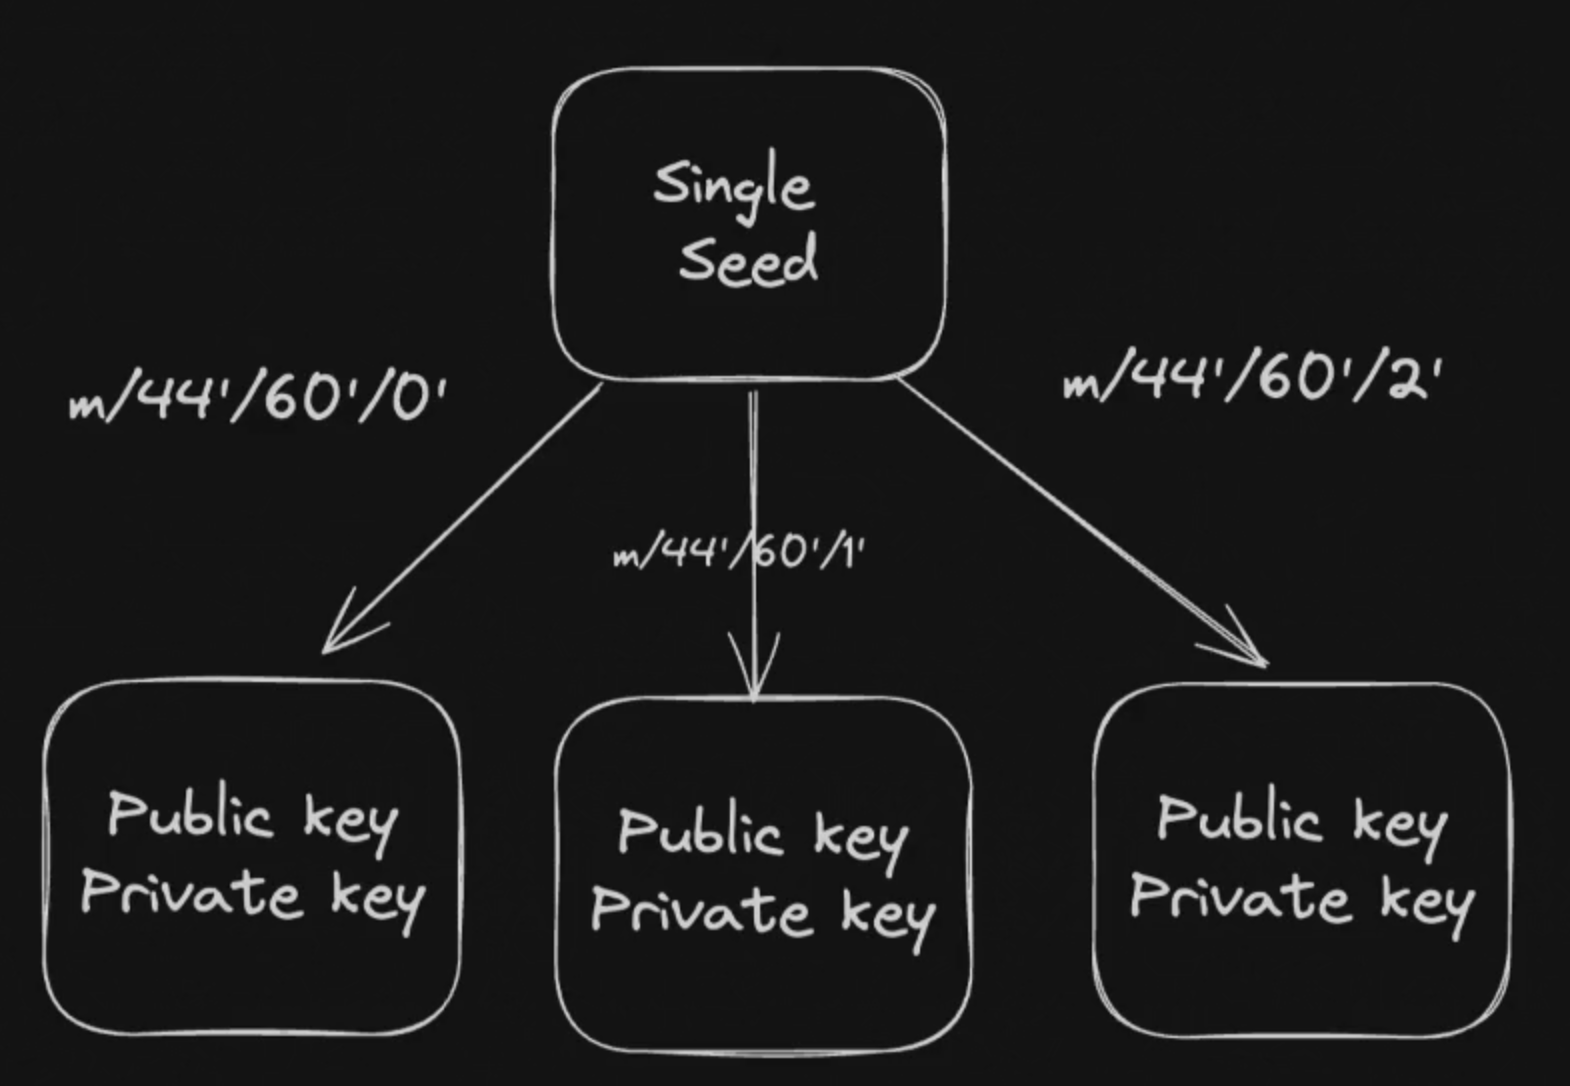 Single
Seed
m/44'/60'/0'
m/44'/60'/1'
m/44'/60'/2'
Public key
Private key
Public key
Private key
Public key
Private key